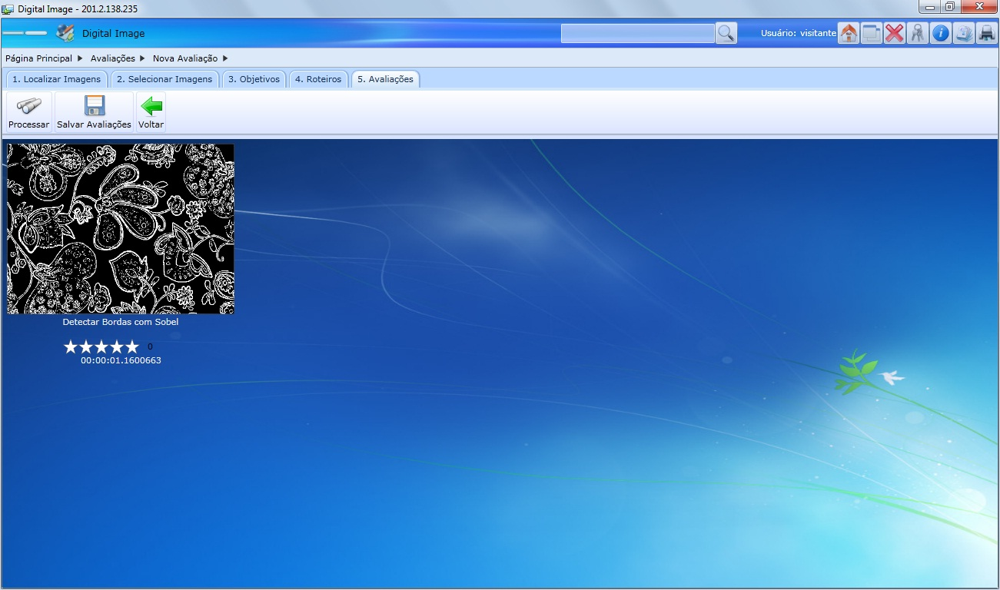 Digital Image - 201.2.138.235
Digital Image
Usuário: visitante
Página Principal Avaliações Nova Avaliação
1. Localizar Imagens 2. Selecionar Imagens 3. Objetivos 4. Roteiros 5. Avaliações
Processar Salvar Avaliações Voltar
Detectar Bordas com Sobel
0
00:00:01.1600663